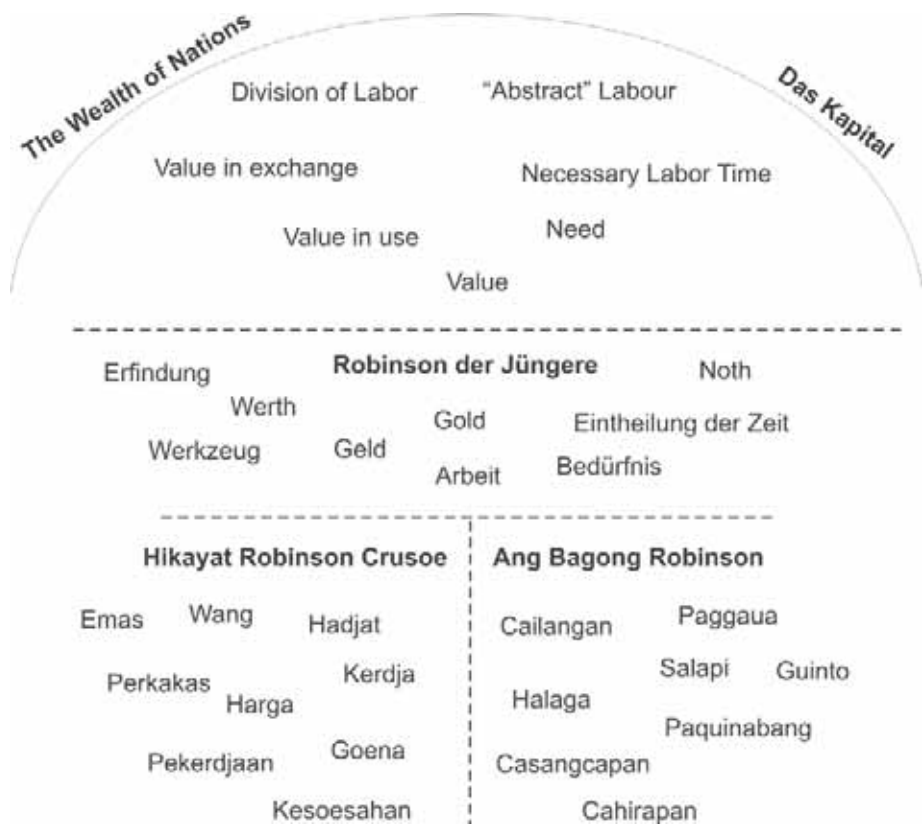 The Wealth of Nations
Das Kapital
Division of Labor
“Abstract” Labour
Value in exchange
Necessary Labor Time
Value in use
Need
Value
Robinson der Jüngere
Erfindung
Noth
Werth
Gold
Eintheilung der Zeit
Werkzeug
Geld
Arbeit
Bedürfnis
Hikayat Robinson Crusoe
Emas
Wang
Hadjat
Perkakas
Kerdja
Harga
Pekerdjaan
Goena
Kesoesahan
Ang Bagong Robinson
Cailangan
Paggaua
Salapi
Guinto
Halaga
Paquinabang
Casangcapan
Cahirapan